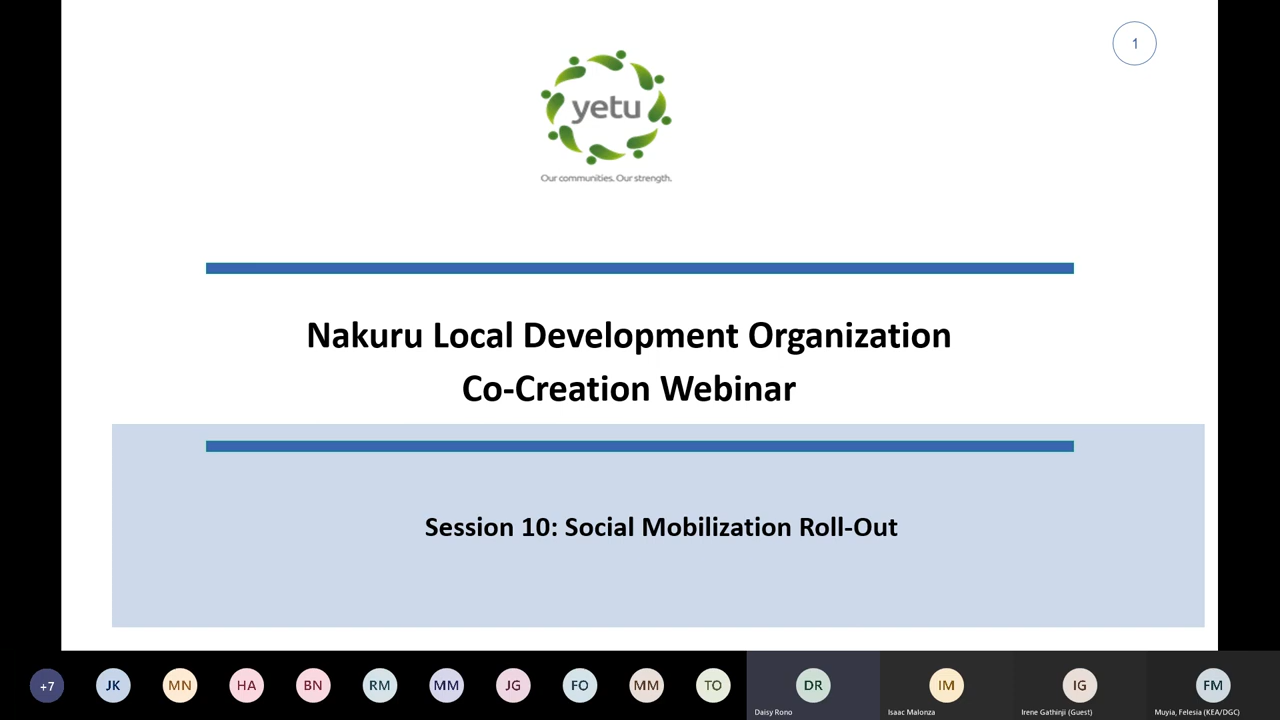 1
yetu
Our communities. Our strength.
Nakuru Local Development Organization
Co-Creation Webinar
Session 10: Social Mobilization Roll-Out
+7
JK
MN
HA
BN
RM
MM
JG
FO
MM
TO
DR
IM
IG
FM
Daisy Rono
Isaac Malonza
Irene Gathinji (Guest)
Muyia, Felesia (KEA/DGC)